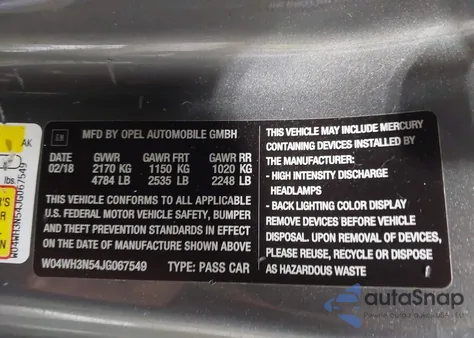 GM
MFD BY OPEL AUTOMOBILE GMBH
DATE GVWR GAWR FRT GAWR RR
02/18 2170 KG 1150 KG 1020 KG
4784 LB 2535 LB 2248 LB
THIS VEHICLE CONFORMS TO ALL APPLICABLE
U.S. FEDERAL MOTOR VEHICLE SAFETY, BUMPER
AND THEFT PREVENTION STANDARDS IN EFFECT
ON THE DATE OF MANUFACTURE SHOWN ABOVE
W04WH3N54JG067549 TYPE: PASS CAR
THIS VEHICLE MAY INCLUDE MERCURY
CONTAINING DEVICES INSTALLED BY
THE MANUFACTURER:
- HIGH INTENSITY DISCHARGE
HEADLAMPS
- BACK LIGHTING COLOR DISPLAY
REMOVE DEVICES BEFORE VEHICLE
DISPOSAL. UPON REMOVAL OF DEVICES,
PLEASE REUSE, RECYCLE OR DISPOSE
AS HAZARDOUS WASTE
AK
lbs
W04WH3N54JG067549
autoSnap